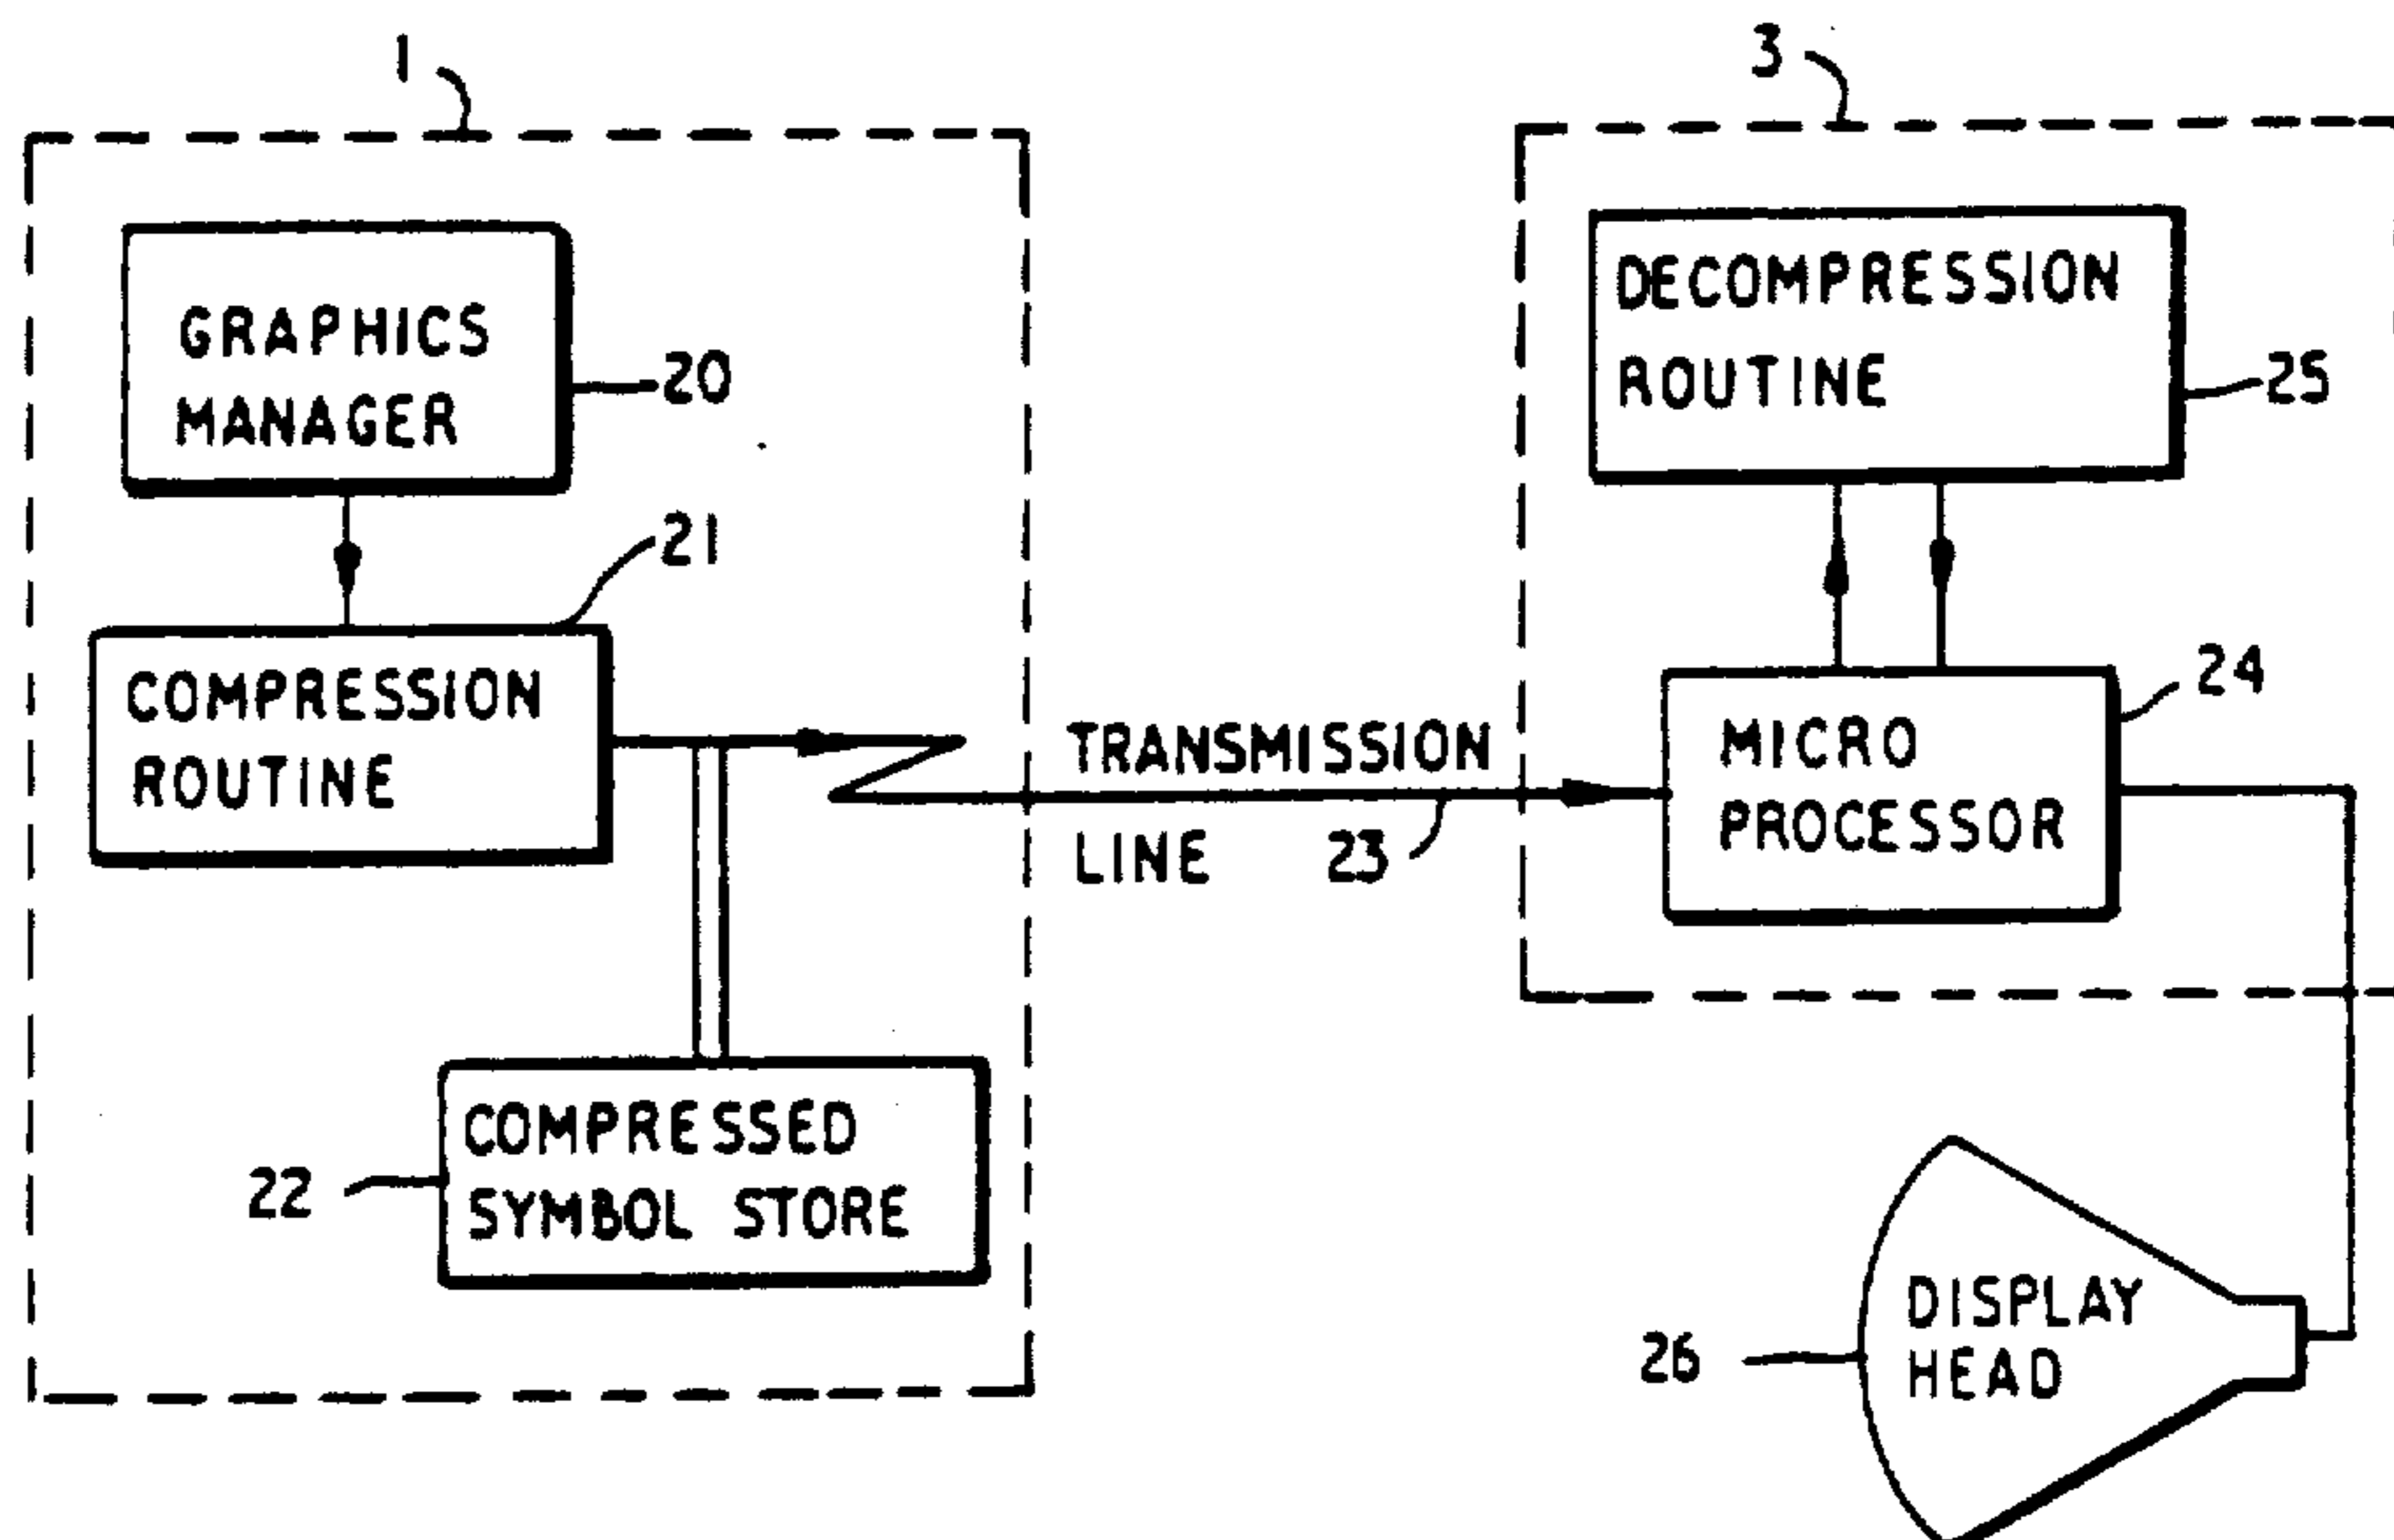 1
GRAPHICS
MANAGER
20
21
COMPRESSION
ROUTINE
COMPRESSED
SYMBOL STORE
22
TRANSMISSION
LINE
23
3
DECOMPRESSION
ROUTINE
25
24
MICRO
PROCESSOR
DISPLAY
HEAD
26